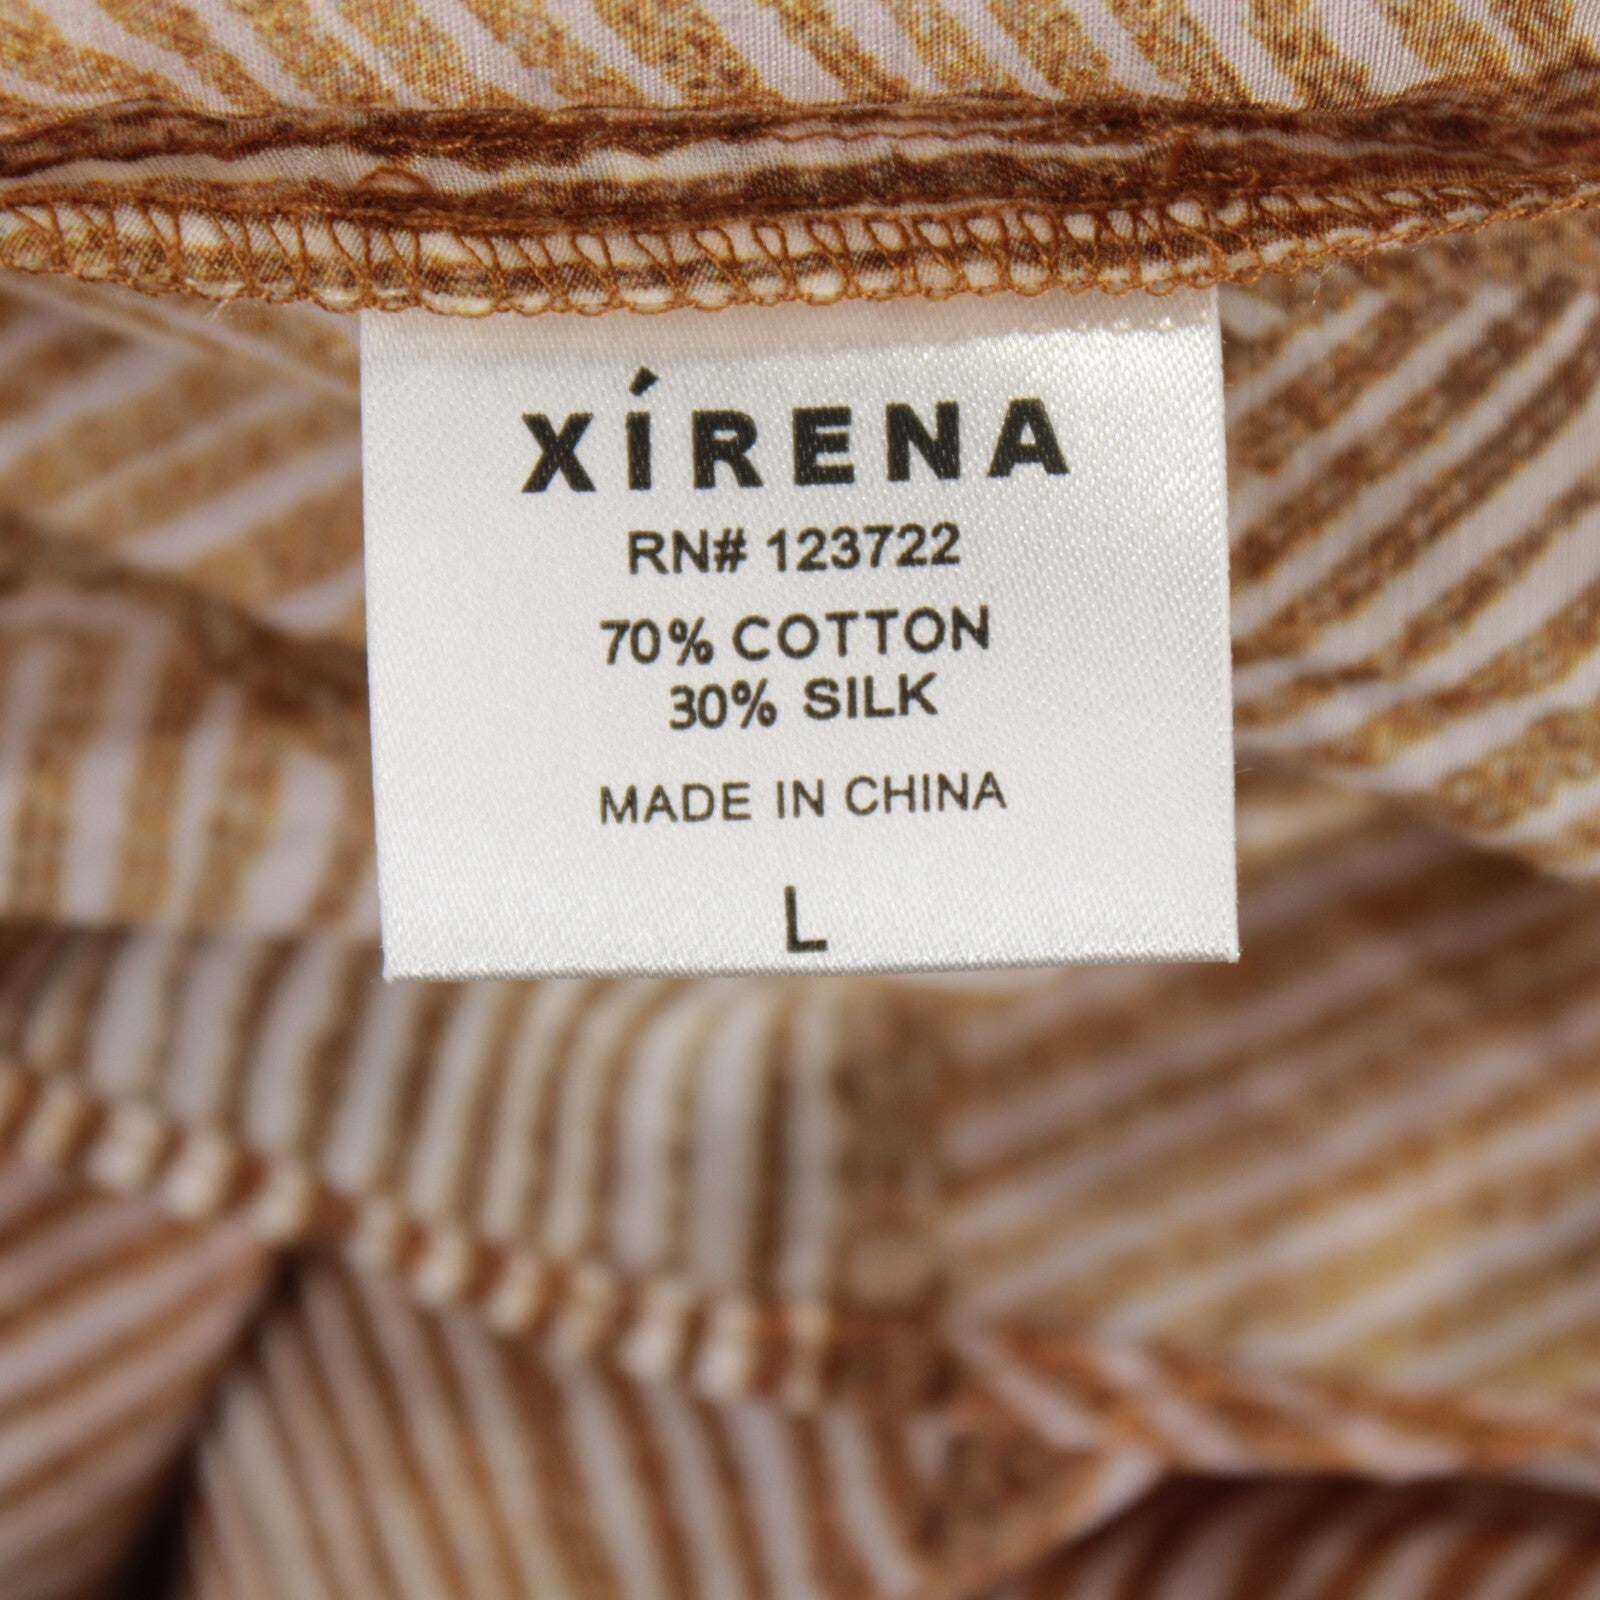 XÍRENA
RN# 123722
70% COTTON
30% SILK
MADE IN CHINA
L